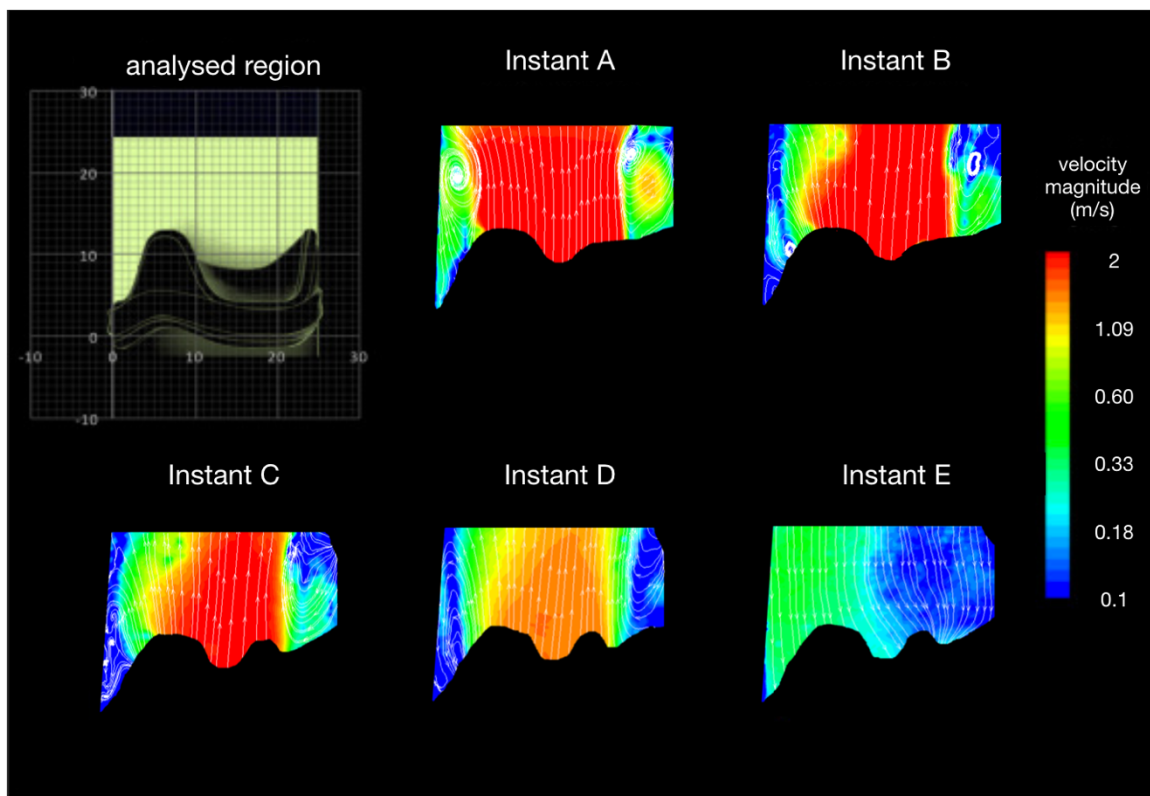 analysed region
30
20
10
0
-10
-10
0
10
20
30
Instant A
Instant B
velocity
magnitude
(m/s)
2
1.09
0.60
0.33
0.18
0.1
Instant C
Instant D
Instant E